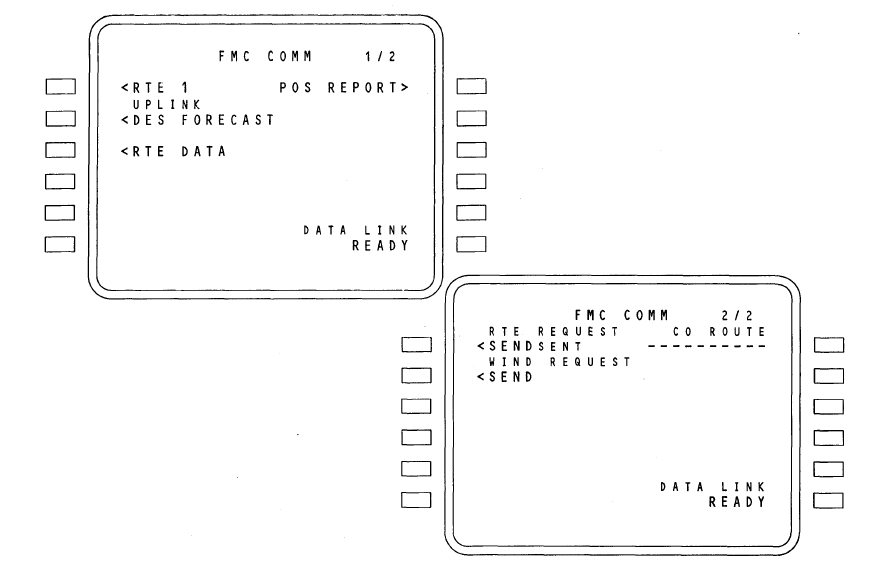 FMC COMM 1/2
<RTE 1 POS REPORT>
UPLINK
<DES FORECAST
<RTE DATA
DATA LINK
READY
FMC COMM 2/2
RTE REQUEST CO ROUTE
<SENDSENT ----------
WIND REQUEST
<SEND
DATA LINK
READY